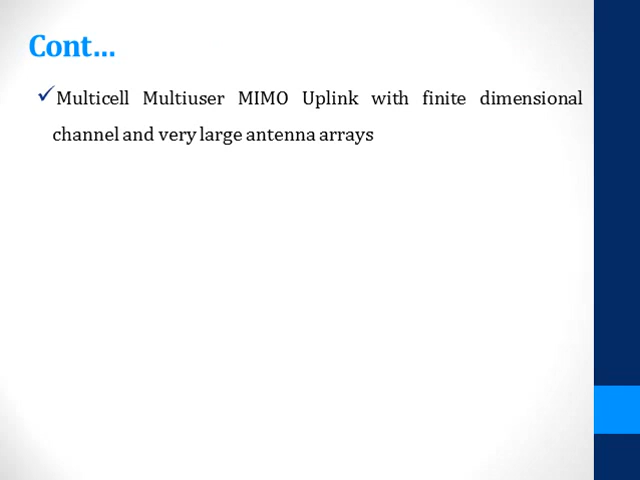 Cont...
✓Multicell Multiuser MIMO Uplink with finite dimensional
channel and very large antenna arrays